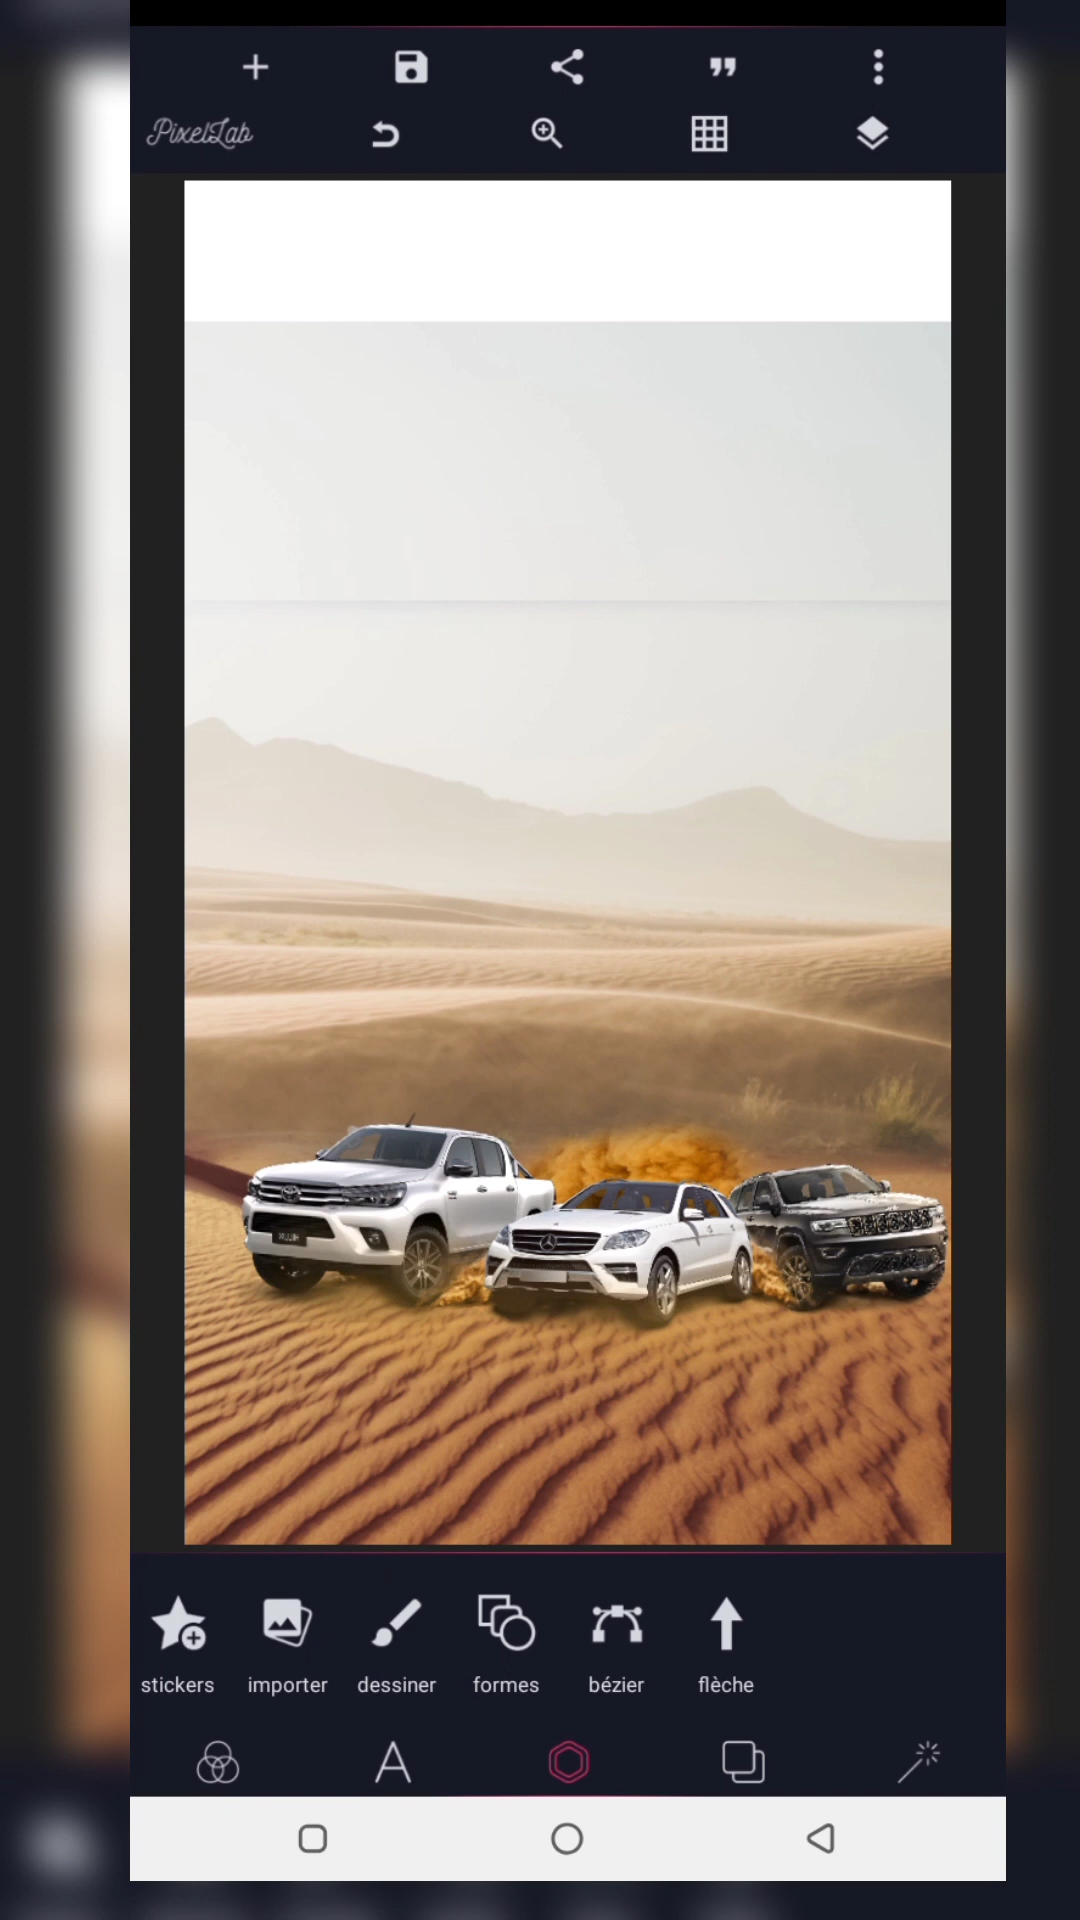 PixelLab
stickers
importer
dessiner
formes
bézier
flèche